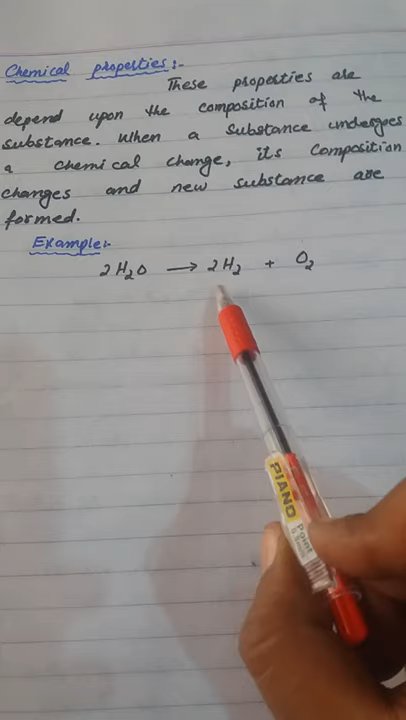 Chemical properties:-
These properties are
depend upon the composition of the
substance. When a substance undergoes
a chemical change, its composition
changes and new substance are
formed.
Example:-
2H₂O → 2H₂ + O₂
PIANO
Point